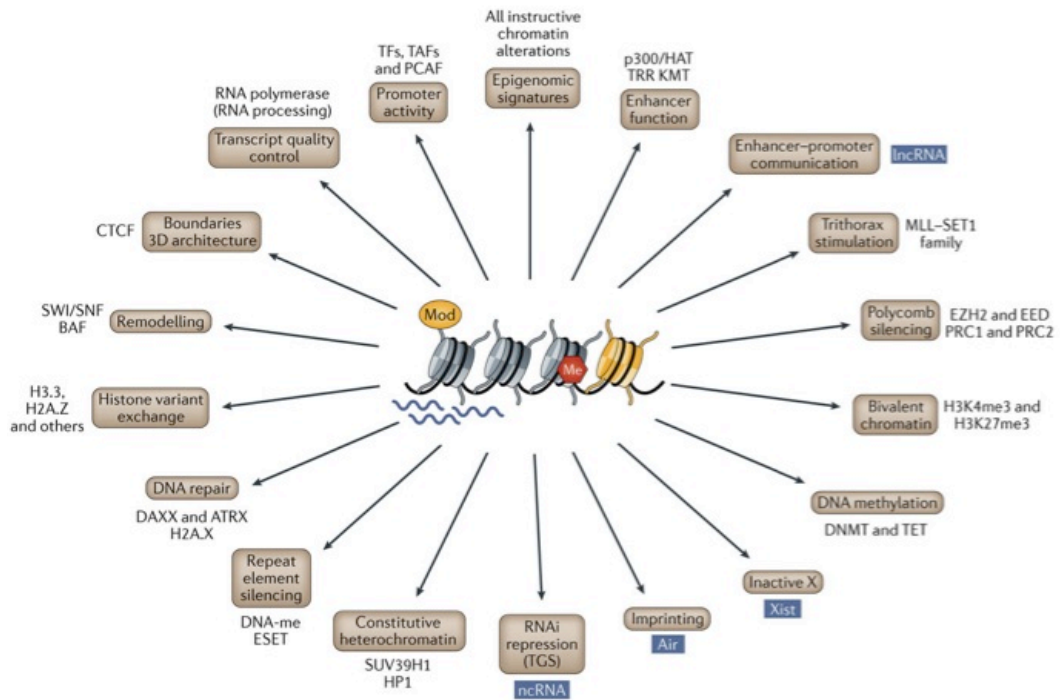 All instructive
chromatin
alterations
Epigenomic
signatures
p300/HAT
TRR KMT
Enhancer
function
Enhancer–promoter
communication
lncRNA
Trithorax
stimulation
MLL–SET1
family
Polycomb
silencing
EZH2 and EED
PRC1 and PRC2
Bivalent
chromatin
H3K4me3 and
H3K27me3
DNA methylation
DNMT and TET
Inactive X
Xist
Imprinting
Air
RNAi
repression
(TGS)
ncRNA
Constitutive
heterochromatin
SUV39H1
HP1
Repeat
element
silencing
DNA-me
ESET
DNA repair
DAXX and ATRX
H2A.X
H3.3,
H2A.Z
and others
Histone variant
exchange
SWI/SNF
BAF
Remodelling
CTCF
Boundaries
3D architecture
RNA polymerase
(RNA processing)
Transcript quality
control
TFs, TAFs
and PCAF
Promoter
activity
Mod
Me